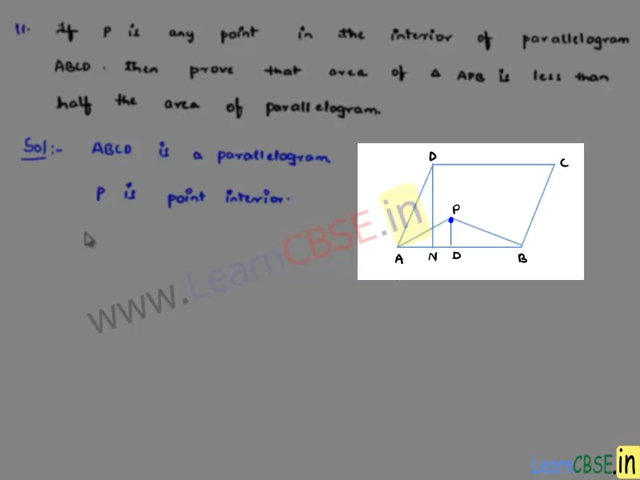 11. If P is any point in the interior of parallelogram
ABCD. Then prove that area of Δ APB is less than
half the area of parallelogram.
Sol:- ABCD is a parallelogram
P is point interior.
D
C
P
A
N
D
B
www.LearnCBSE.in
LearnCBSE.in